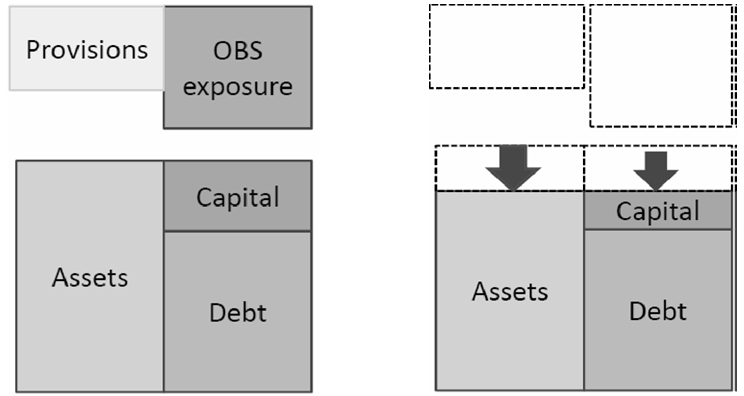 Provisions
OBS
exposure
Capital
Assets
Debt
Capital
Assets
Debt